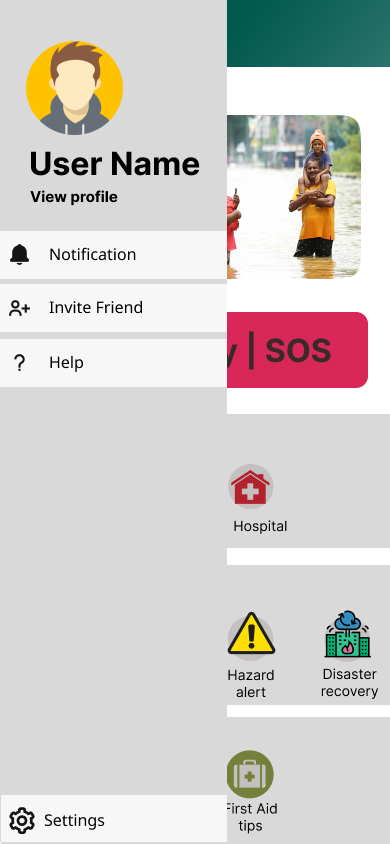 User Name
View profile
Notification
Invite Friend
Help
| SOS
Hospital
Hazard
alert
Disaster
recovery
First Aid
tips
Settings